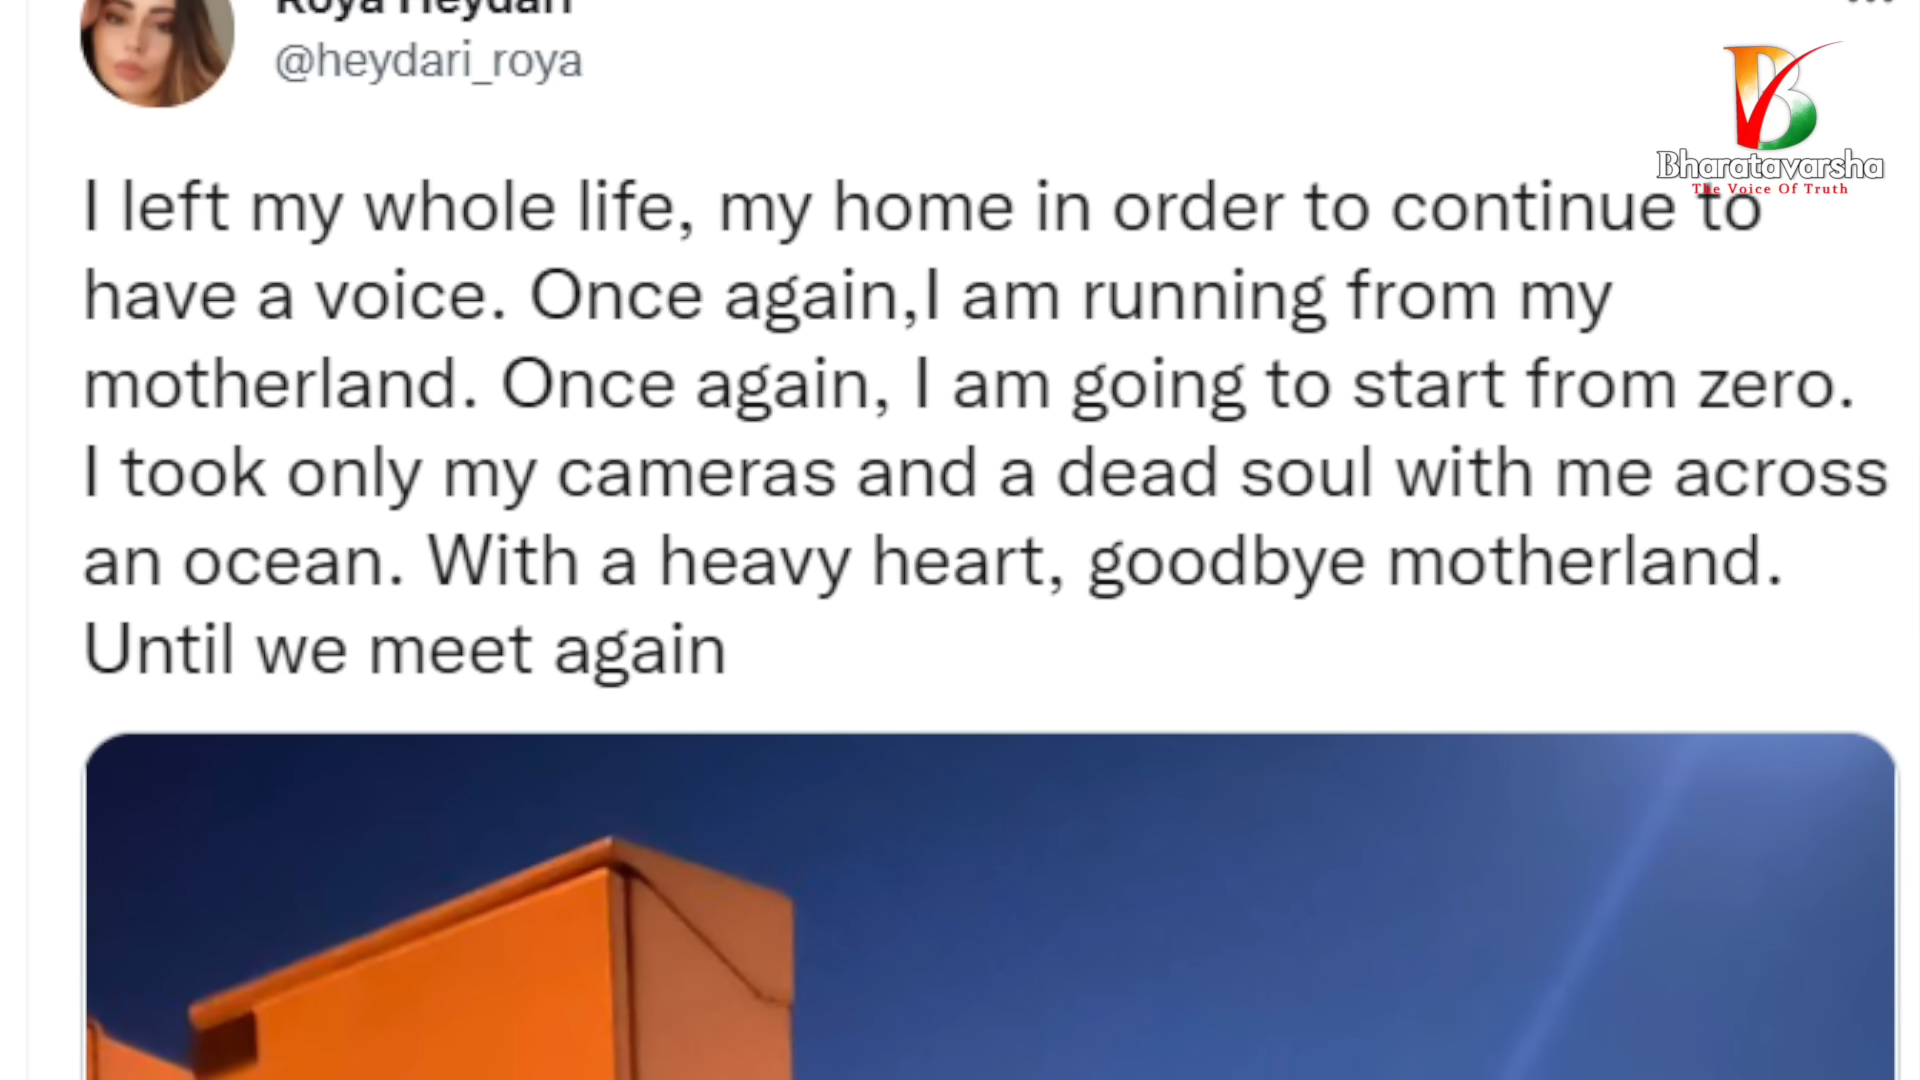 Roya Heydari
@heydari_roya
Bharatavarsha
The Voice Of Truth
I left my whole life, my home in order to continue to
have a voice. Once again,I am running from my
motherland. Once again, I am going to start from zero.
I took only my cameras and a dead soul with me across
an ocean. With a heavy heart, goodbye motherland.
Until we meet again